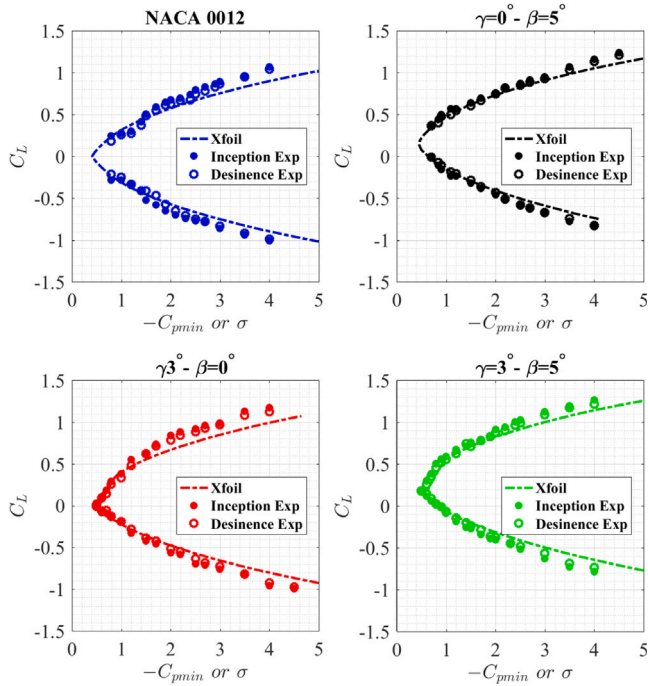 NACA 0012
1.5
1
0.5
0
-0.5
-1
-1.5
C_L
Xfoil
Inception Exp
Desinence Exp
0 1 2 3 4 5
−C_pmin or σ
γ=0°- β=5°
1.5
1
0.5
0
-0.5
-1
-1.5
C_L
Xfoil
Inception Exp
Desinence Exp
0 1 2 3 4 5
−C_pmin or σ
γ3°- β=0°
1.5
1
0.5
0
-0.5
-1
-1.5
C_L
Xfoil
Inception Exp
Desinence Exp
0 1 2 3 4 5
−C_pmin or σ
γ=3°- β=5°
1.5
1
0.5
0
-0.5
-1
-1.5
C_L
Xfoil
Inception Exp
Desinence Exp
0 1 2 3 4 5
−C_pmin or σ